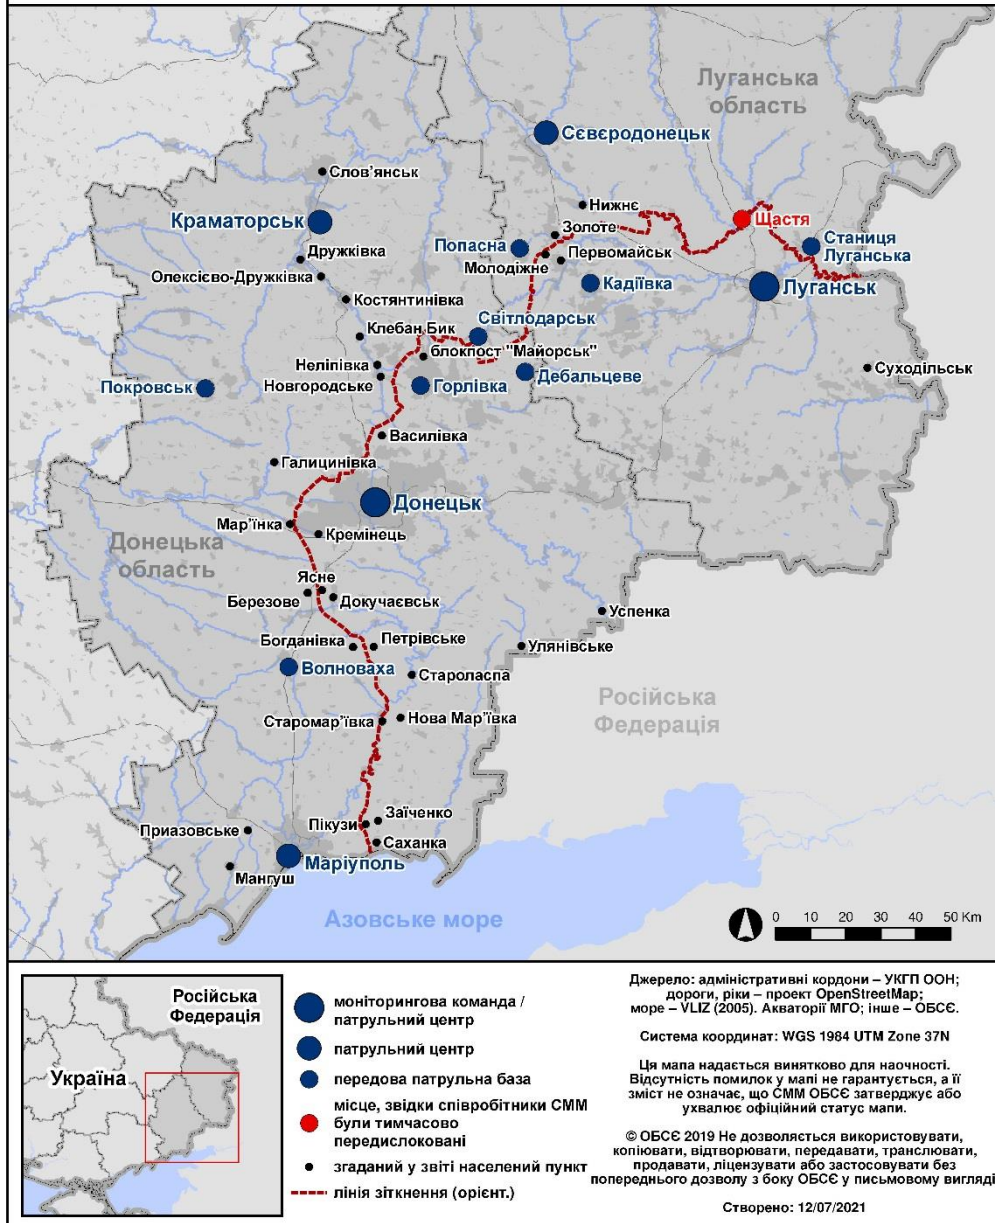 Луганська
область
Сєвєродонецьк
Слов'янськ
Нижнє
Краматорськ
Щастя
Золоте
Дружківка
Попасна
Станиця
Луганська
Молодіжне
Первомайськ
Олексієво-Дружківка
Кадіївка
Луганськ
Костянтинівка
Світлодарськ
Клебан Бик
блокпост "Майорськ"
Неліпівка
Дебальцеве
Суходільськ
Новгородське
Покровськ
Горлівка
Василівка
Галицинівка
Донецьк
Мар'їнка
Кремінець
Донецька
область
Ясне
Березове
Докучаєвськ
Успенка
Богданівка
Петрівське
Улянівське
Волноваха
Староласпа
Російська
Федерація
Старомар'ївка
Нова Мар'ївка
Заїченко
Пікузи
Приазовське
Саханка
Маріуполь
Мангуш
Азовське море
0 10 20 30 40 50 Km
Російська
Федерація
Україна
моніторингова команда /
патрульний центр
патрульний центр
передова патрульна база
місце, звідки співробітники СММ
були тимчасово
передислоковані
згаданий у звіті населений пункт
лінія зіткнення (орієнт.)
Джерело: адміністративні кордони – УКГП ООН;
дороги, ріки – проект OpenStreetMap;
море – VLIZ (2005). Акваторії МГО; інше – ОБСЄ.
Система координат: WGS 1984 UTM Zone 37N
Ця мапа надається винятково для наочності.
Відсутність помилок у мапі не гарантується, а її
зміст не означає, що СММ ОБСЄ затверджує або
ухвалює офіційний статус мапи.
© ОБСЄ 2019 Не дозволяється використовувати,
копіювати, відтворювати, передавати, транслювати,
продавати, ліцензувати або застосовувати без
попереднього дозволу з боку ОБСЄ у письмовому вигляді
Створено: 12/07/2021